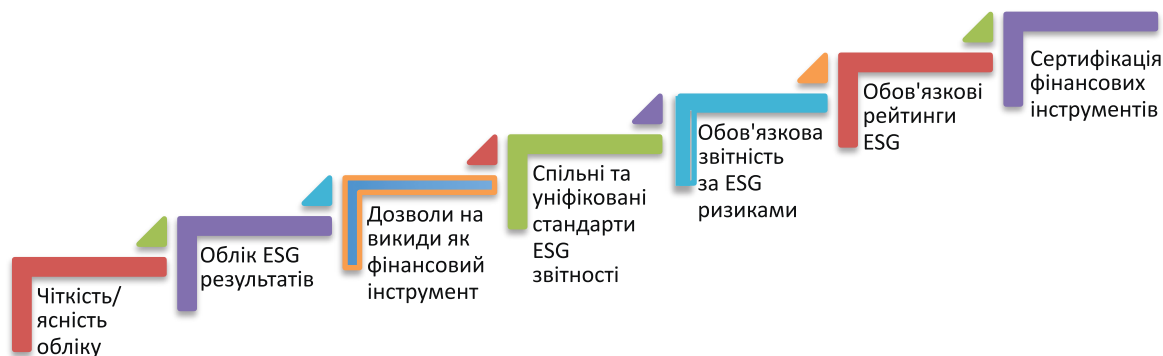 Чіткість/
ясність
обліку
Облік ESG
результатів
Дозволи на
викиди як
фінансовий
інструмент
Спільні та
уніфіковані
стандарти
ESG
звітності
Обов'язкова
звітність
за ESG
ризиками
Обов'язкові
рейтинги
ESG
Сертифікація
фінансових
інструментів